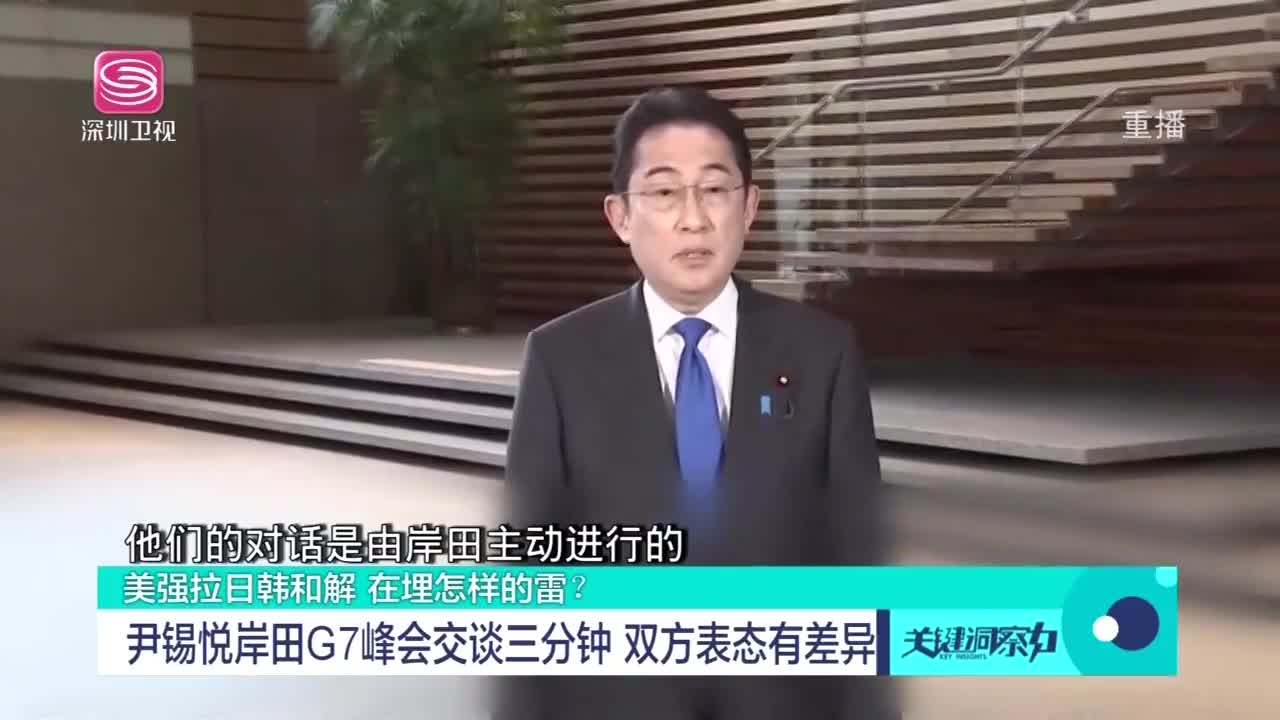 深圳卫视
重播
他们的对话是由岸田主动进行的
美强拉日韩和解 在埋怎样的雷？
尹锡悦岸田G7峰会交谈三分钟 双方表态有差异
关键洞察力
KEY INSIGHTS